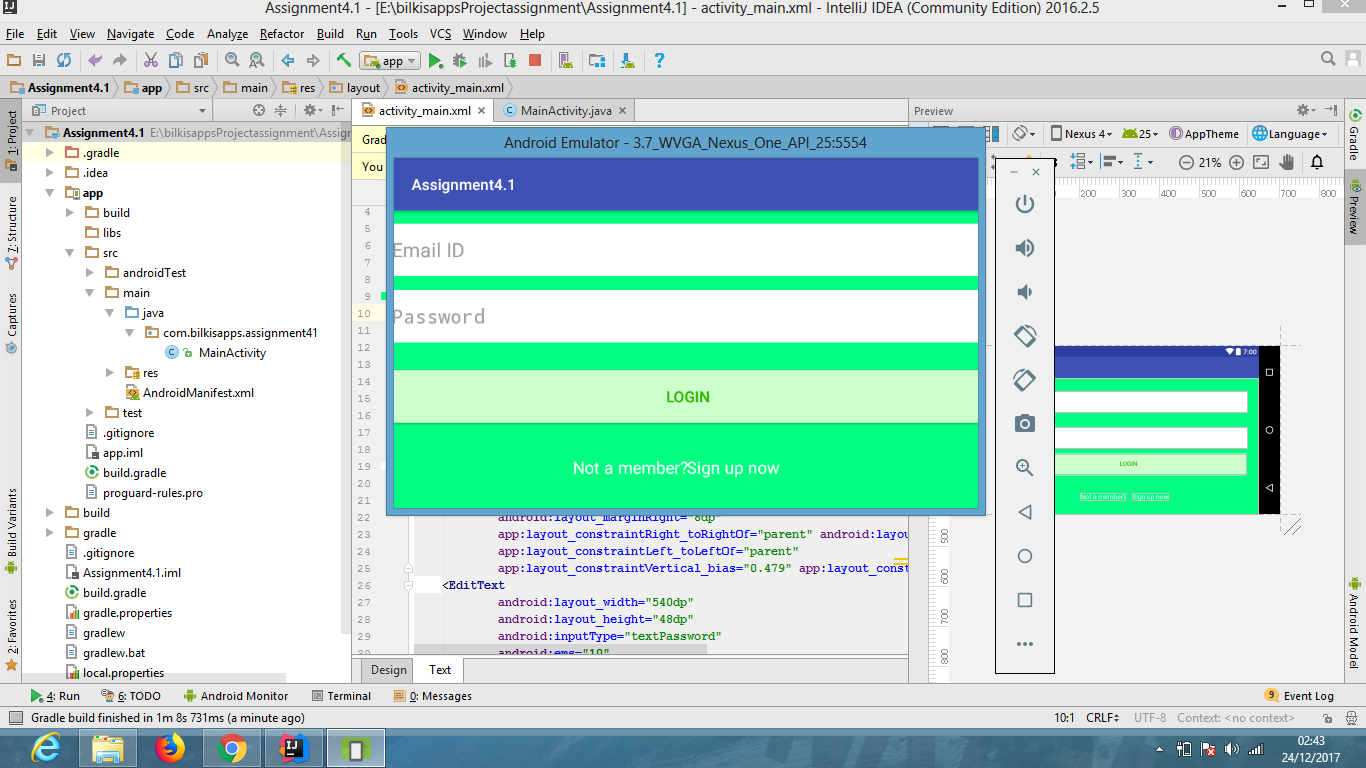 Assignment4.1 - [E:\bilkisappsProjectassignment\Assignment4.1] - activity_main.xml - IntelliJ IDEA (Community Edition) 2016.2.5
File Edit View Navigate Code Analyze Refactor Build Run Tools VCS Window Help
app
Assignment4.1 app src main res layout activity_main.xml
Project
activity_main.xml MainActivity.java
Preview
1: Project
7: Structure
Captures
Build Variants
2: Favorites
Assignment4.1 E:\bilkisappsProjectassignment\Assign
.gradle
.idea
app
build
libs
src
androidTest
main
java
com.bilkisapps.assignment41
MainActivity
res
AndroidManifest.xml
test
.gitignore
app.iml
build.gradle
proguard-rules.pro
build
gradle
.gitignore
Assignment4.1.iml
build.gradle
gradle.properties
gradlew
gradlew.bat
local.properties
Grad
You
Android Emulator - 3.7_WVGA_Nexus_One_API_25:5554
Assignment4.1
Email ID
Password
LOGIN
Not a member?Sign up now
4
5
6
7
8
9
10
11
12
13
14
15
16
17
18
19
20
21
22 android:layout_marginRight="8dp"
23 app:layout_constraintRight_toRightOf="parent" android:layou
24 app:layout_constraintLeft_toLeftOf="parent"
25 app:layout_constraintVertical_bias="0.479" app:layout_const
26 <EditText
27 android:layout_width="540dp"
28 android:layout_height="48dp"
29 android:inputType="textPassword"
30 android:ems="10"
Design Text
Nexus 4 25 AppTheme Language
21%
200 300 400 500 600 700 800
7:00
LOGIN
Not a member? Sign up now
500
600
700
800
Gradle
Preview
Android Model
4: Run 6: TODO Android Monitor Terminal 0: Messages
9 Event Log
Gradle build finished in 1m 8s 731ms (a minute ago)
10:1 CRLF UTF-8 Context: <no context>
02:43
24/12/2017